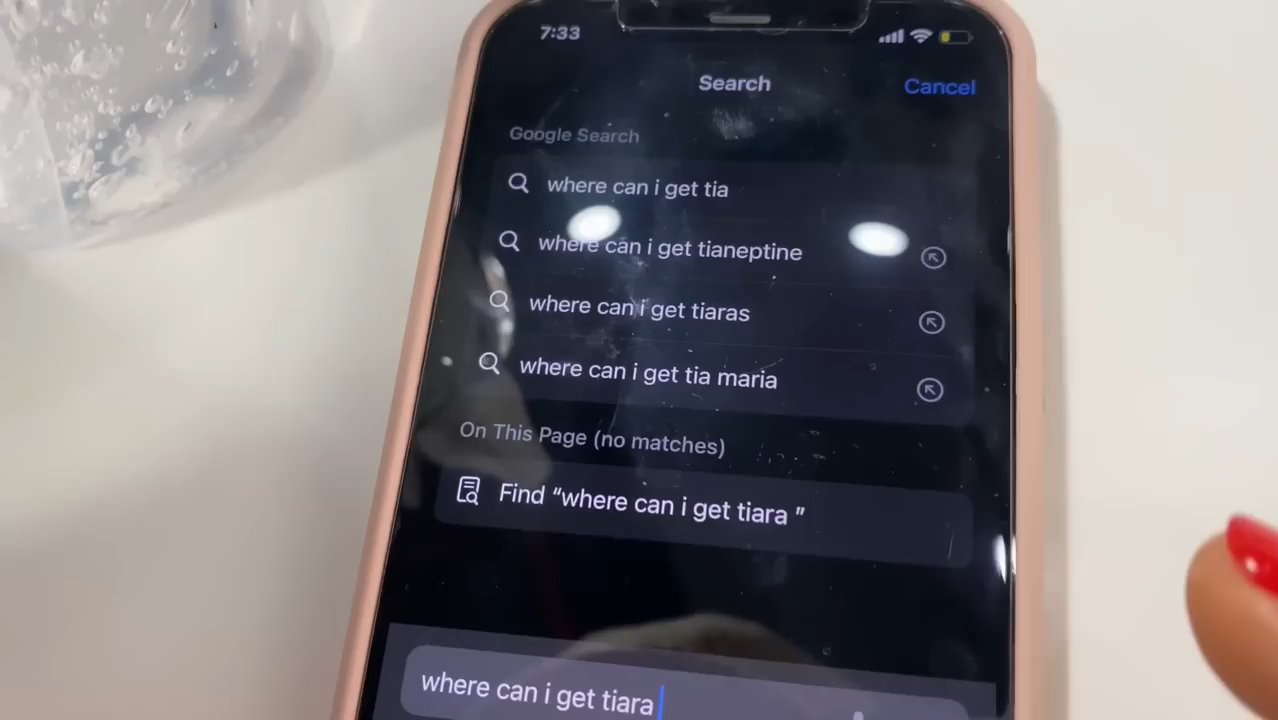 7:33
Search
Cancel
Google Search
where can i get tia
where can i get tianeptine
where can i get tiaras
where can i get tia maria
On This Page (no matches)
Find “where can i get tiara ”
where can i get tiara